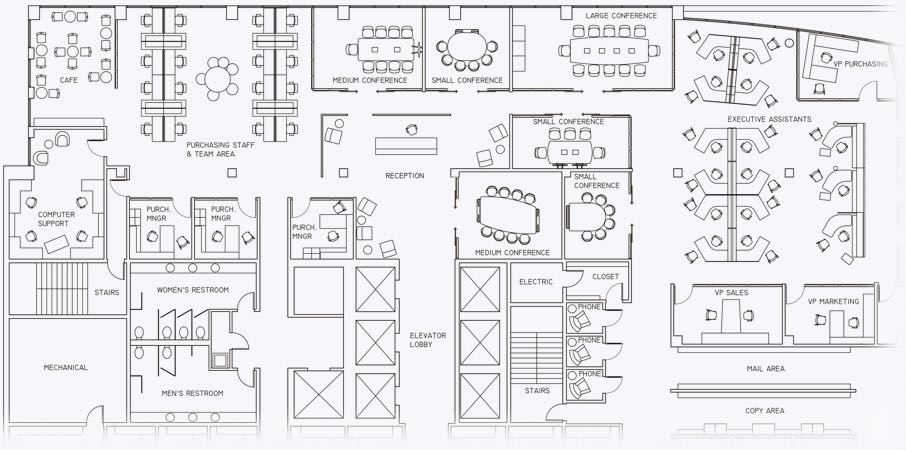 LARGE CONFERENCE
VP PURCHASING
CAFE
MEDIUM CONFERENCE
SMALL CONFERENCE
EXECUTIVE ASSISTANTS
SMALL CONFERENCE
PURCHASING STAFF
& TEAM AREA
RECEPTION
SMALL
CONFERENCE
COMPUTER
SUPPORT
PURCH.
MNGR
PURCH.
MNGR
PURCH.
MNGR
MEDIUM CONFERENCE
STAIRS
WOMEN'S RESTROOM
ELECTRIC
CLOSET
VP SALES
VP MARKETING
PHONE
ELEVATOR
LOBBY
PHONE
MECHANICAL
MAIL AREA
PHONE
MEN'S RESTROOM
STAIRS
COPY AREA